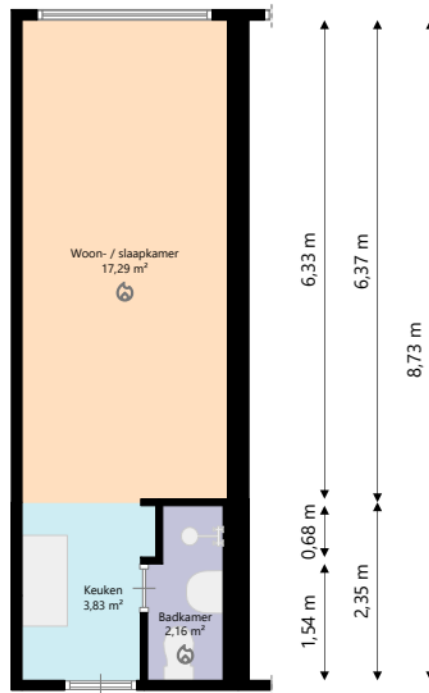 Woon- / slaapkamer
17,29 m²
6,33 m
6,37 m
8,73 m
0,68 m
Keuken
3,83 m²
1,54 m
2,35 m
Badkamer
2,16 m²